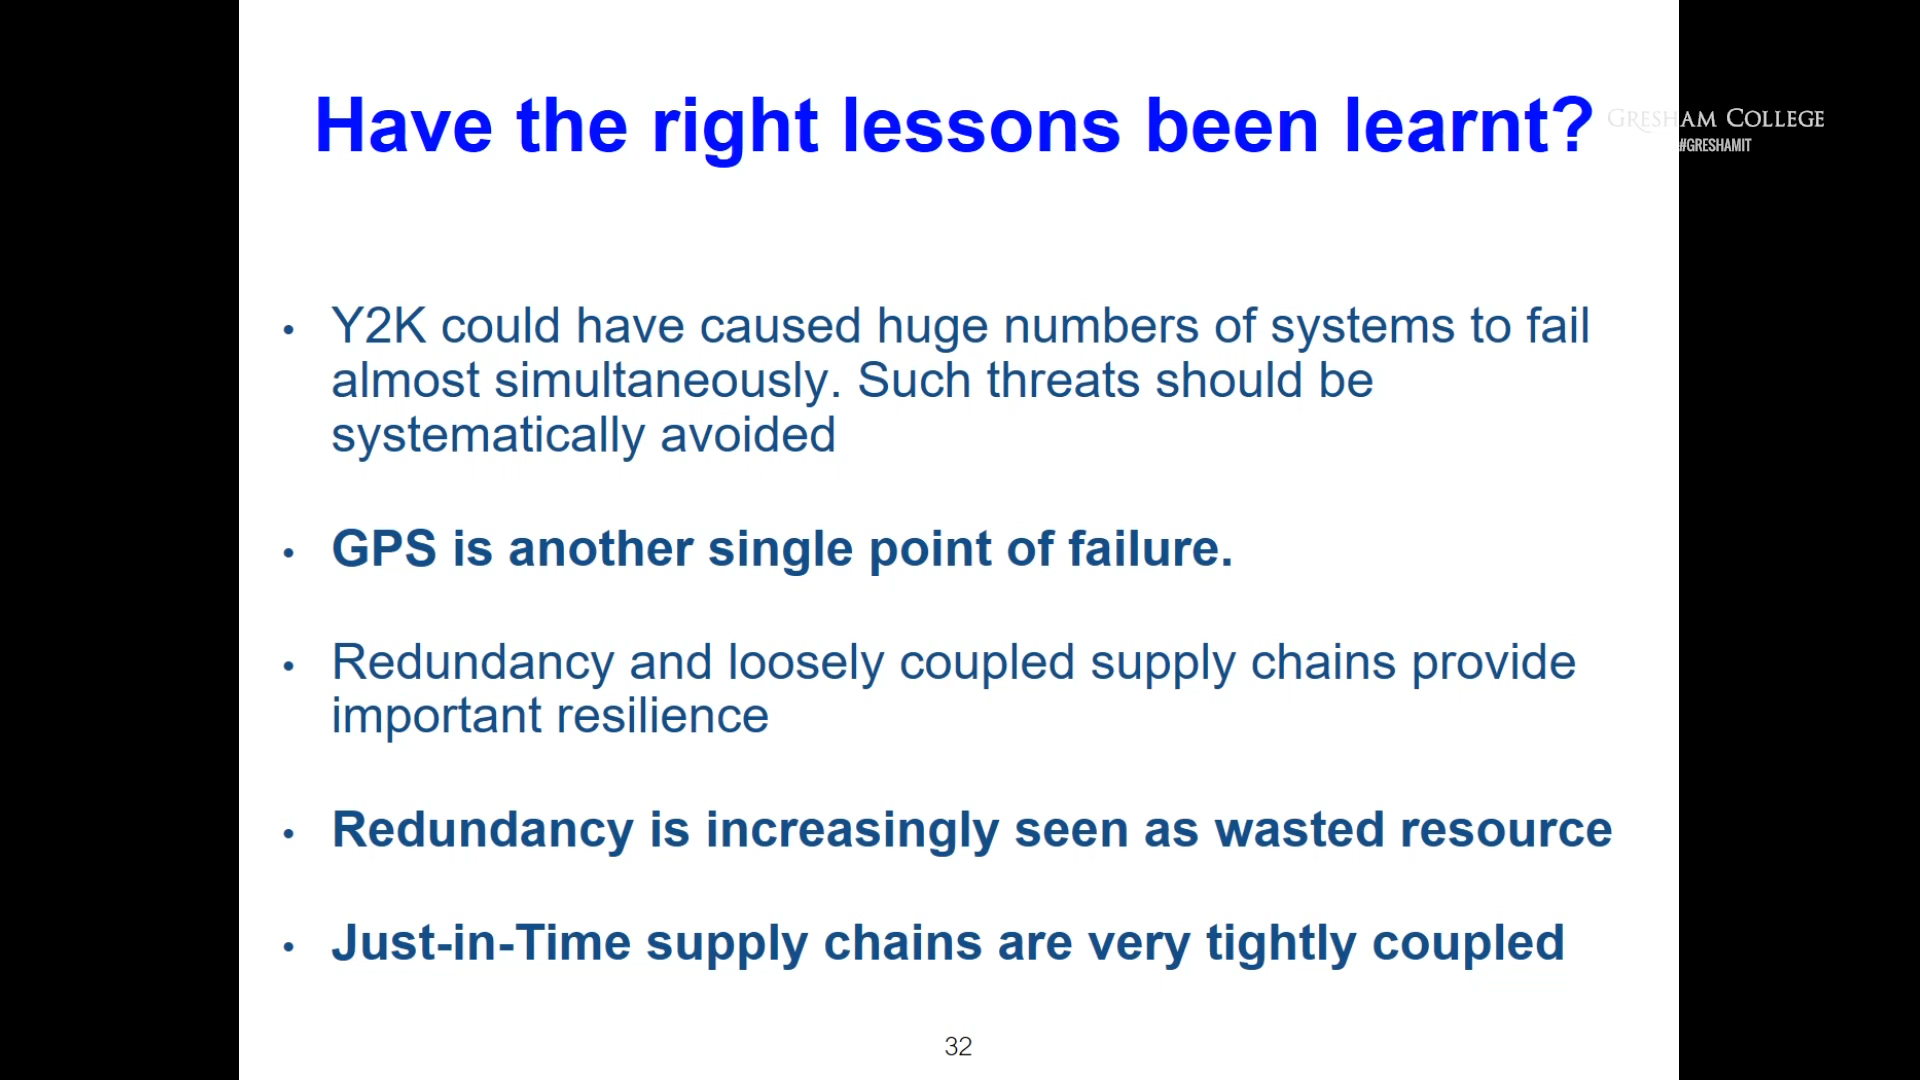 Have the right lessons been learnt?
GRESHAM COLLEGE
#GRESHAMIT
• Y2K could have caused huge numbers of systems to fail
almost simultaneously. Such threats should be
systematically avoided
• GPS is another single point of failure.
• Redundancy and loosely coupled supply chains provide
important resilience
• Redundancy is increasingly seen as wasted resource
• Just-in-Time supply chains are very tightly coupled
32